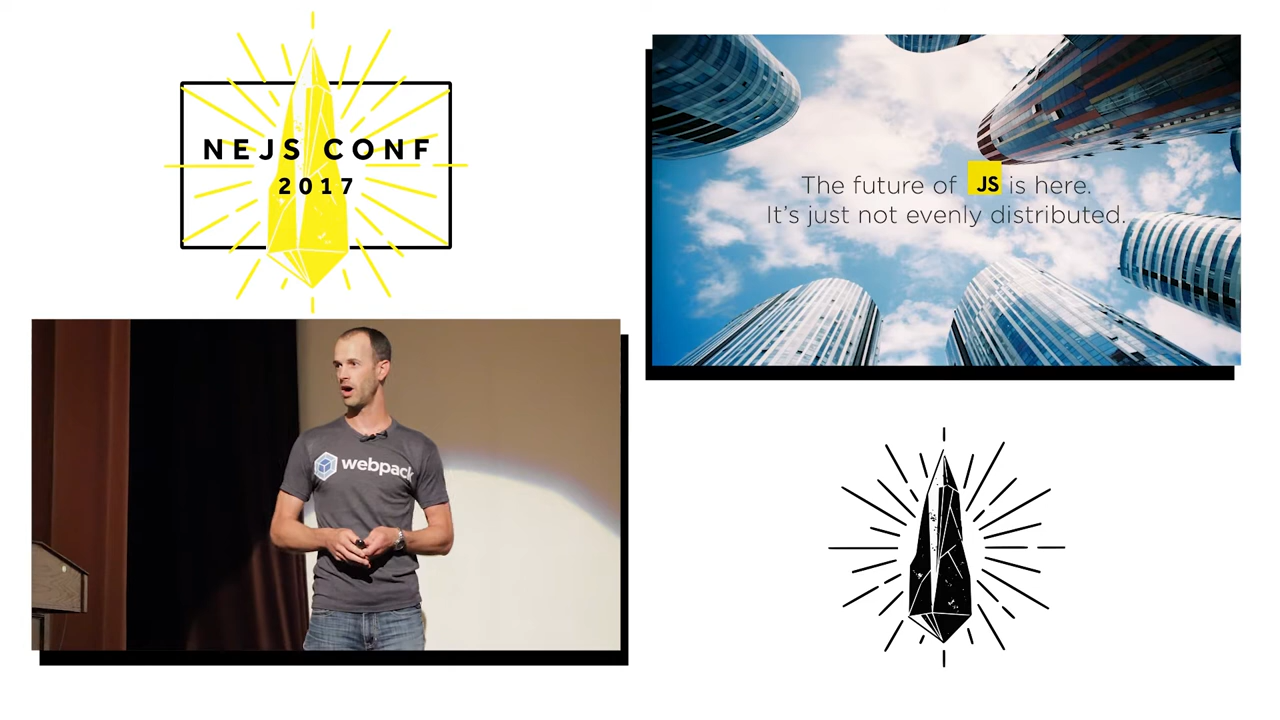 NEJS CONF
2017
The future of JS is here.
It's just not evenly distributed.
webpack